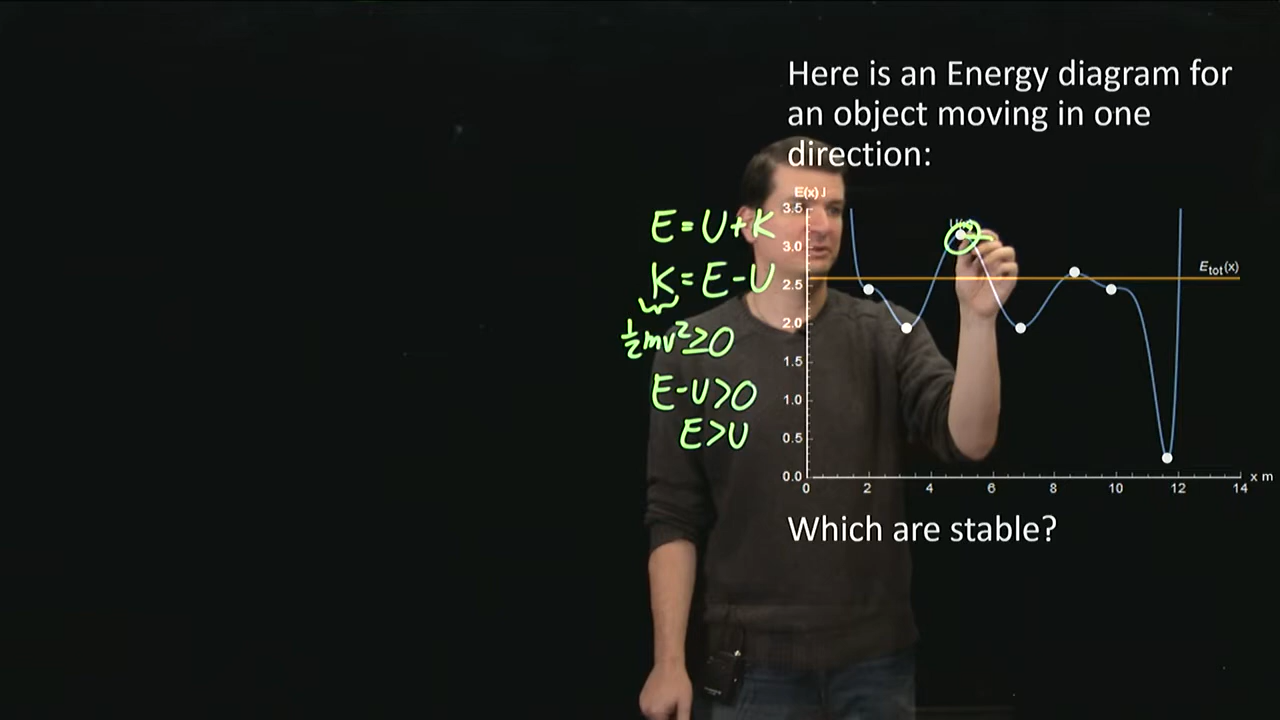 Here is an Energy diagram for
an object moving in one
direction:
E(x) J
E=U+K
K=E-U
½mv²≥0
E-U>0
E>U
3.5
3.0
2.5
2.0
1.5
1.0
0.5
0.0
E_tot(x)
0 2 4 6 8 10 12 14 x m
Which are stable?